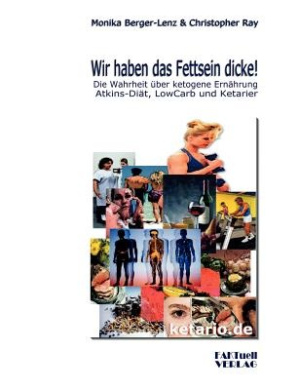 Monika Berger-Lenz & Christopher Ray
Wir haben das Fettsein dicke!
Die Wahrheit über ketogene Ernährung
Atkins-Diät, LowCarb und Ketarier
ketario.de
FAKTuell
VERLAG